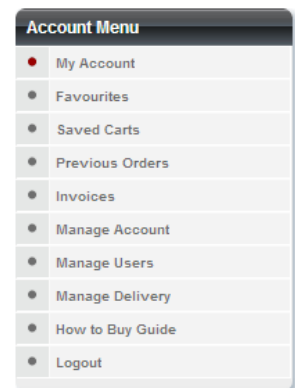 Account Menu
My Account
Favourites
Saved Carts
Previous Orders
Invoices
Manage Account
Manage Users
Manage Delivery
How to Buy Guide
Logout